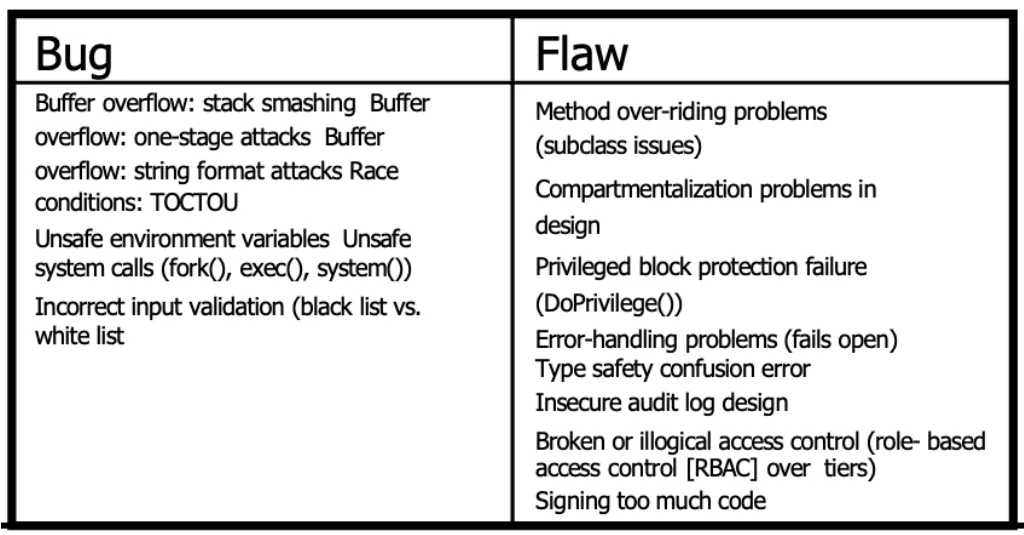 Bug
Buffer overflow: stack smashing Buffer
overflow: one-stage attacks Buffer
overflow: string format attacks Race
conditions: TOCTOU
Unsafe environment variables Unsafe
system calls (fork(), exec(), system())
Incorrect input validation (black list vs.
white list
Flaw
Method over-riding problems
(subclass issues)
Compartmentalization problems in
design
Privileged block protection failure
(DoPrivilege())
Error-handling problems (fails open)
Type safety confusion error
Insecure audit log design
Broken or illogical access control (role- based
access control [RBAC] over tiers)
Signing too much code